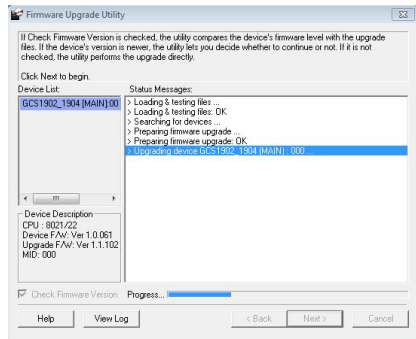 Firmware Upgrade Utility
If Check Firmware Version is checked, the utility compares the device's firmware level with the upgrade
files. If the device's version is newer, the utility lets you decide whether to continue or not. If it is not
checked, the utility performs the upgrade directly.
Click Next to begin.
Device List:
Status Messages:
GCS1902_1904 [MAIN]:00
> Loading & testing files ...
> Loading & testing files: OK
> Searching for devices ...
> Preparing firmware upgrade ...
> Preparing firmware upgrade: OK
> Upgrading device GCS1902_1904 [MAIN] : 000 ...
Device Description
CPU : 8021/22
Device F/W: Ver 1.0.061
Upgrade F/W: Ver 1.1.102
MID: 000
Check Firmware Version
Progress...
Help
View Log
< Back
Next >
Cancel